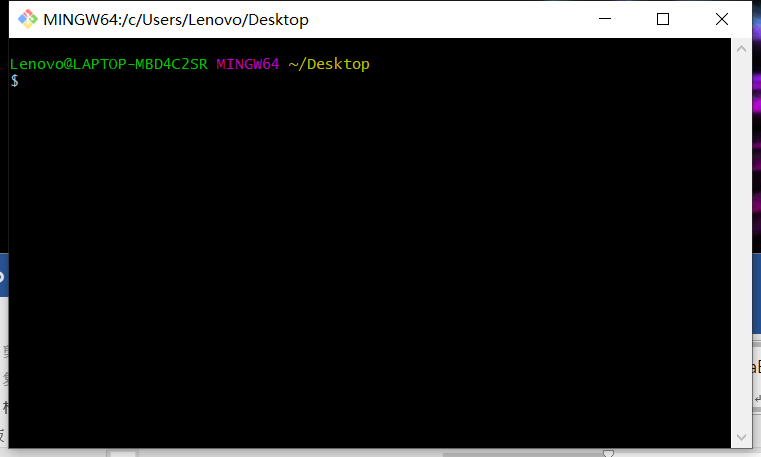 MINGW64:/c/Users/Lenovo/Desktop
Lenovo@LAPTOP-MBD4C2SR MINGW64 ~/Desktop
$